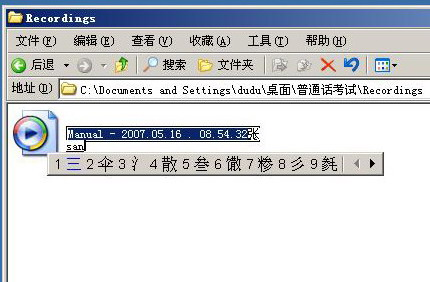 Recordings
文件(F) 编辑(E) 查看(V) 收藏(A) 工具(T) 帮助(H)
后退 搜索 文件夹
地址(D) C:\Documents and Settings\dudu\桌面\普通话考试\Recordings
Manual - 2007.05.16 . 08.54.32张
san
1三 2伞 3氵 4散 5叁 6馓 7糁 8彡 9毵